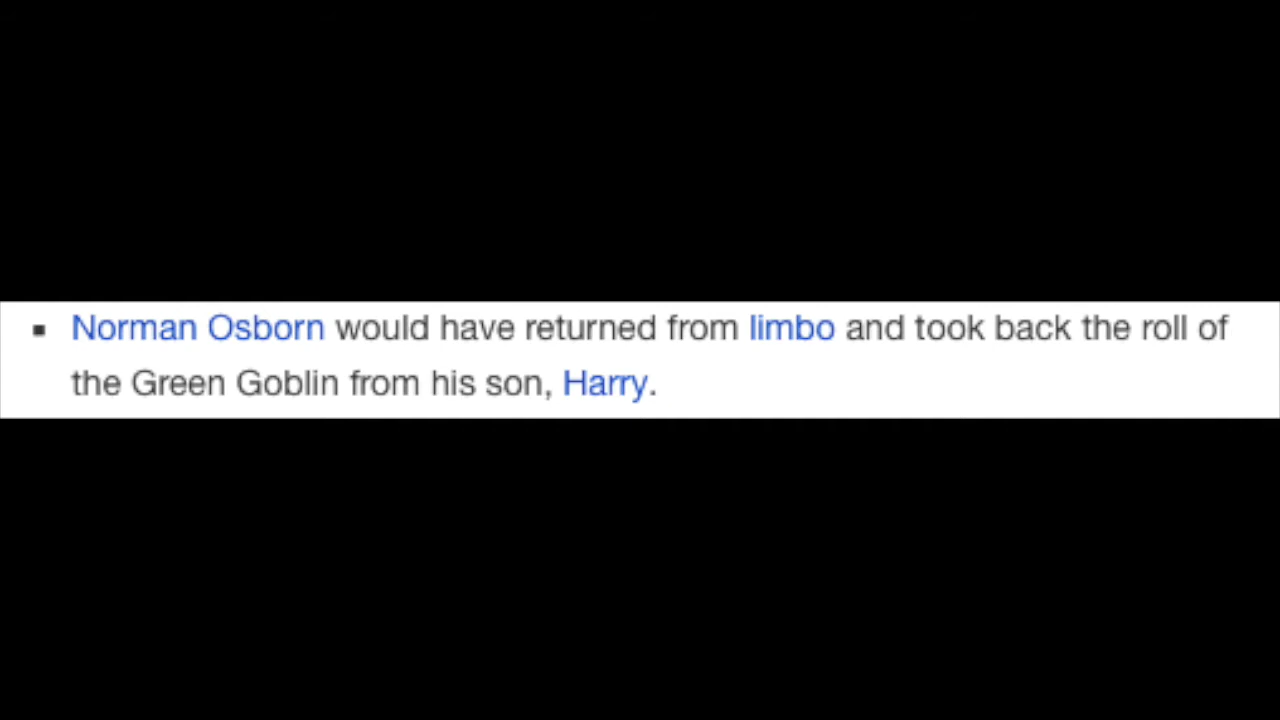 ▪ Norman Osborn would have returned from limbo and took back the roll of
the Green Goblin from his son, Harry.